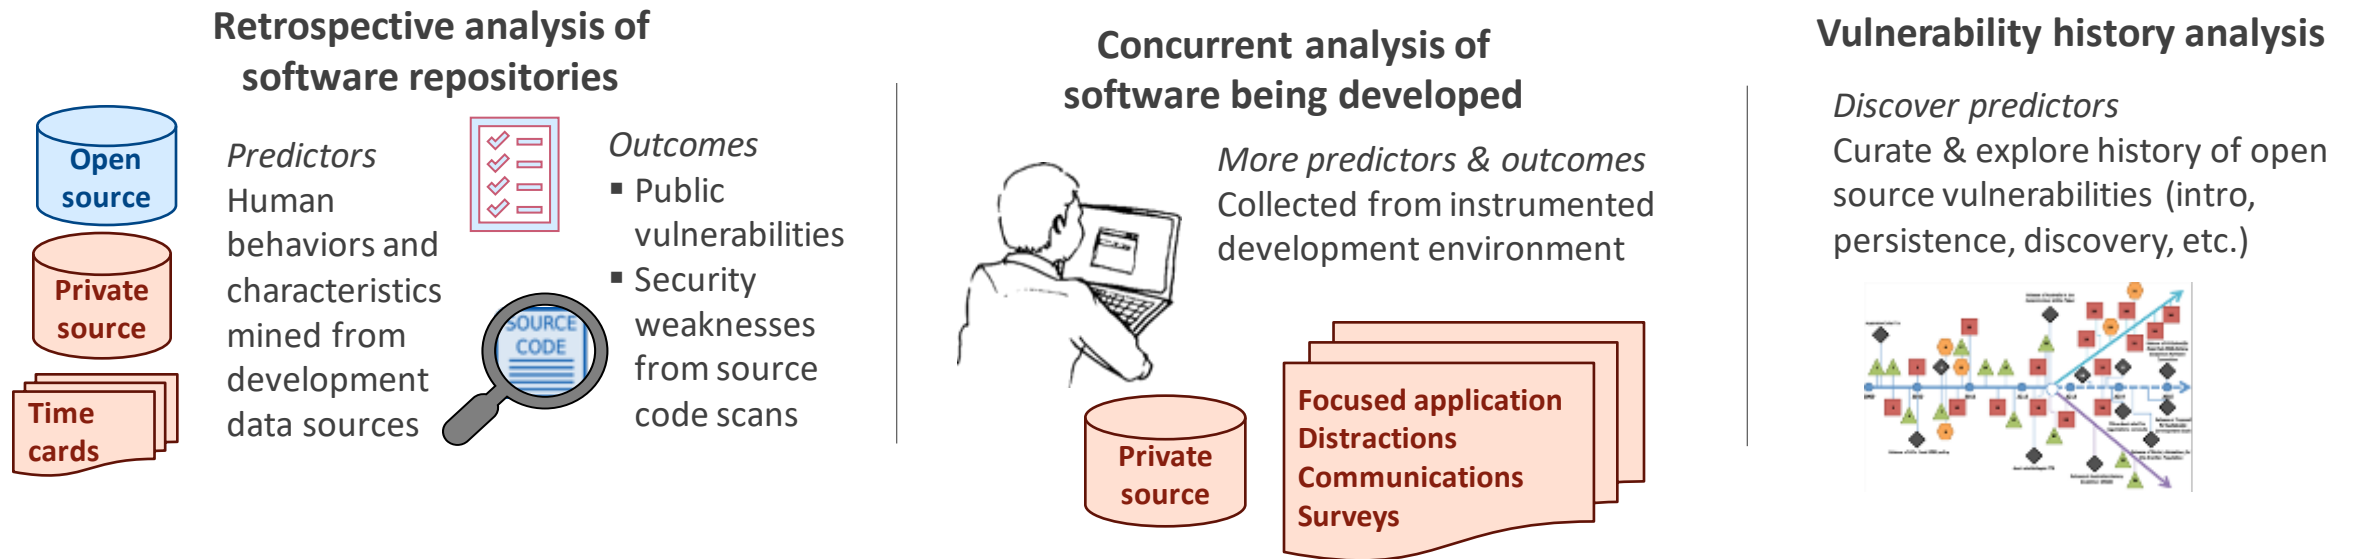 Retrospective analysis of
software repositories
Open
source
Private
source
Time
cards
Predictors
Human
behaviors and
characteristics
mined from
development
data sources
SOURCE
CODE
Outcomes
▪ Public
vulnerabilities
▪ Security
weaknesses
from source
code scans
Concurrent analysis of
software being developed
More predictors & outcomes
Collected from instrumented
development environment
Private
source
Focused application
Distractions
Communications
Surveys
Vulnerability history analysis
Discover predictors
Curate & explore history of open
source vulnerabilities (intro,
persistence, discovery, etc.)